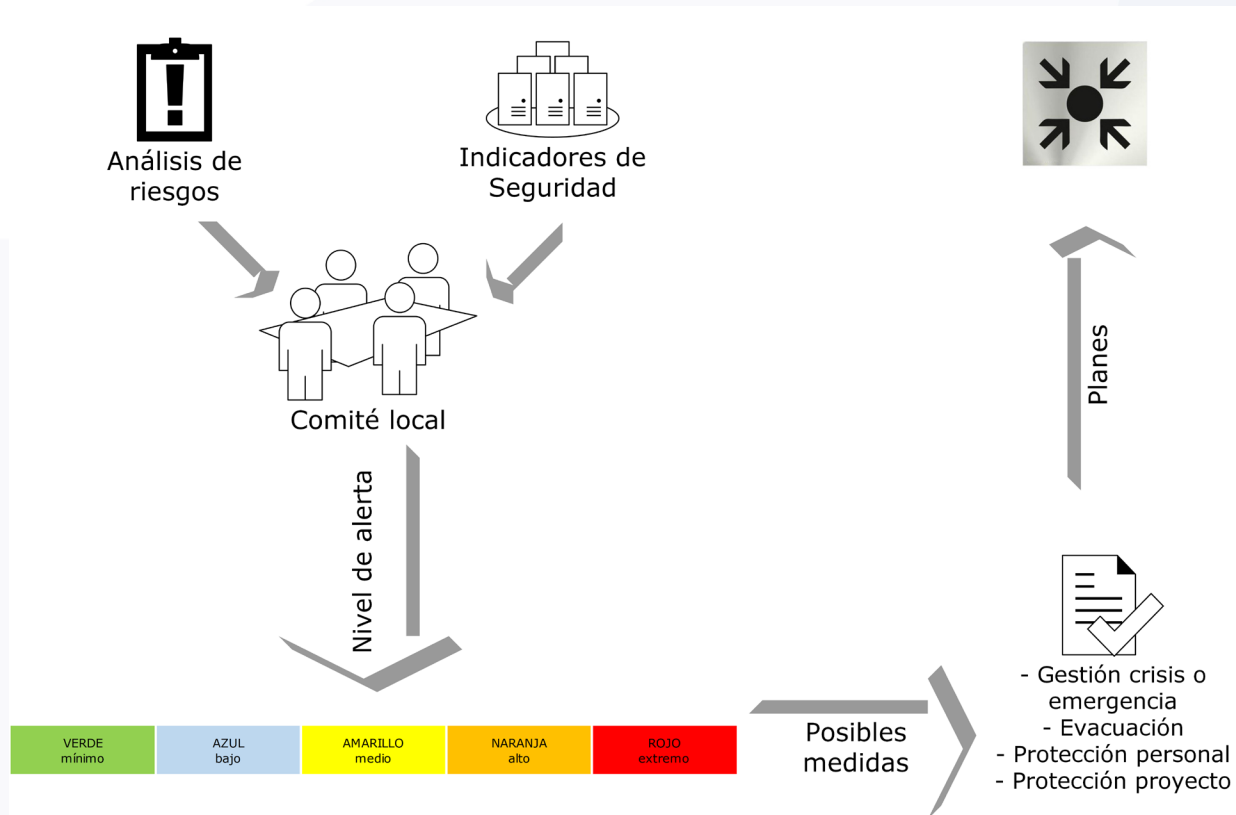 Análisis de
riesgos
Indicadores de
Seguridad
Comité local
Nivel de alerta
VERDE
mínimo
AZUL
bajo
AMARILLO
medio
NARANJA
alto
ROJO
extremo
Posibles
medidas
- Gestión crisis o
emergencia
- Evacuación
- Protección personal
- Protección proyecto
Planes